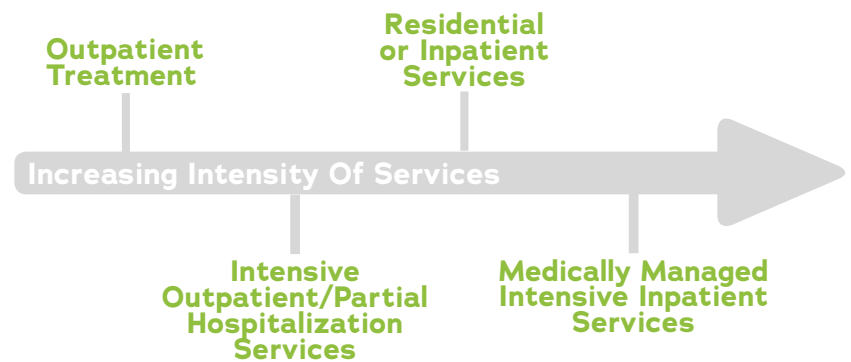 Outpatient
Treatment
Residential
or Inpatient
Services
Increasing Intensity Of Services
Intensive
Outpatient/Partial
Hospitalization
Services
Medically Managed
Intensive Inpatient
Services